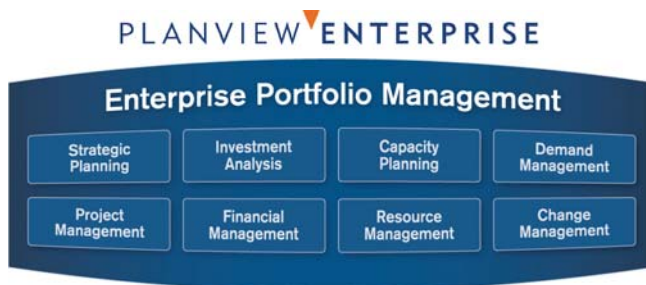 PLANVIEW ENTERPRISE
Enterprise Portfolio Management
Strategic
Planning
Investment
Analysis
Capacity
Planning
Demand
Management
Project
Management
Financial
Management
Resource
Management
Change
Management